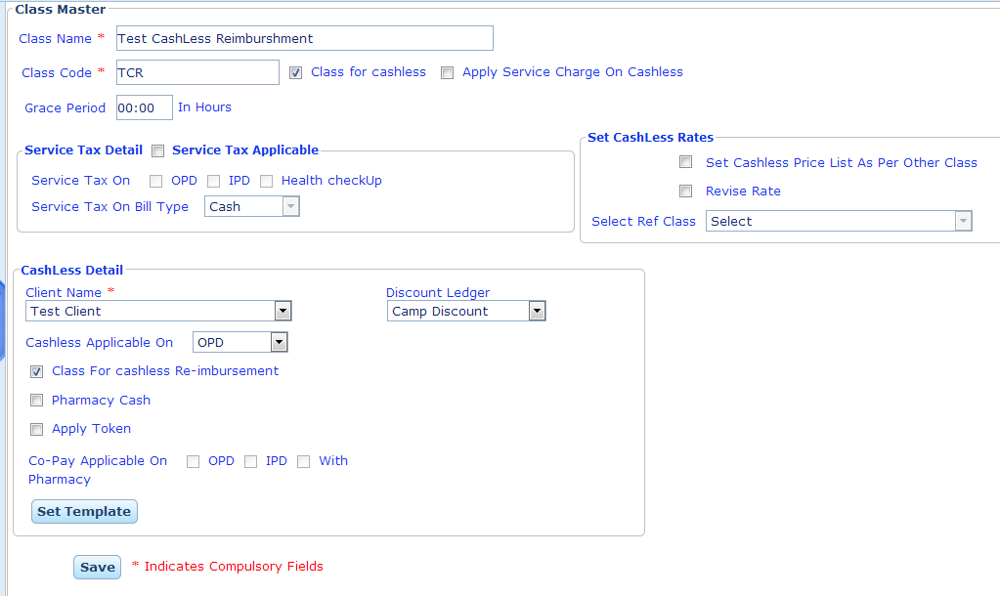 Class Master
Class Name * Test CashLess Reimburshment
Class Code * TCR Class for cashless Apply Service Charge On Cashless
Grace Period 00:00 In Hours
Service Tax Detail Service Tax Applicable
Service Tax On OPD IPD Health checkUp
Service Tax On Bill Type Cash
Set CashLess Rates
Set Cashless Price List As Per Other Class
Revise Rate
Select Ref Class Select
CashLess Detail
Client Name * Discount Ledger
Test Client Camp Discount
Cashless Applicable On OPD
Class For cashless Re-imbursement
Pharmacy Cash
Apply Token
Co-Pay Applicable On OPD IPD With
Pharmacy
Set Template
Save * Indicates Compulsory Fields